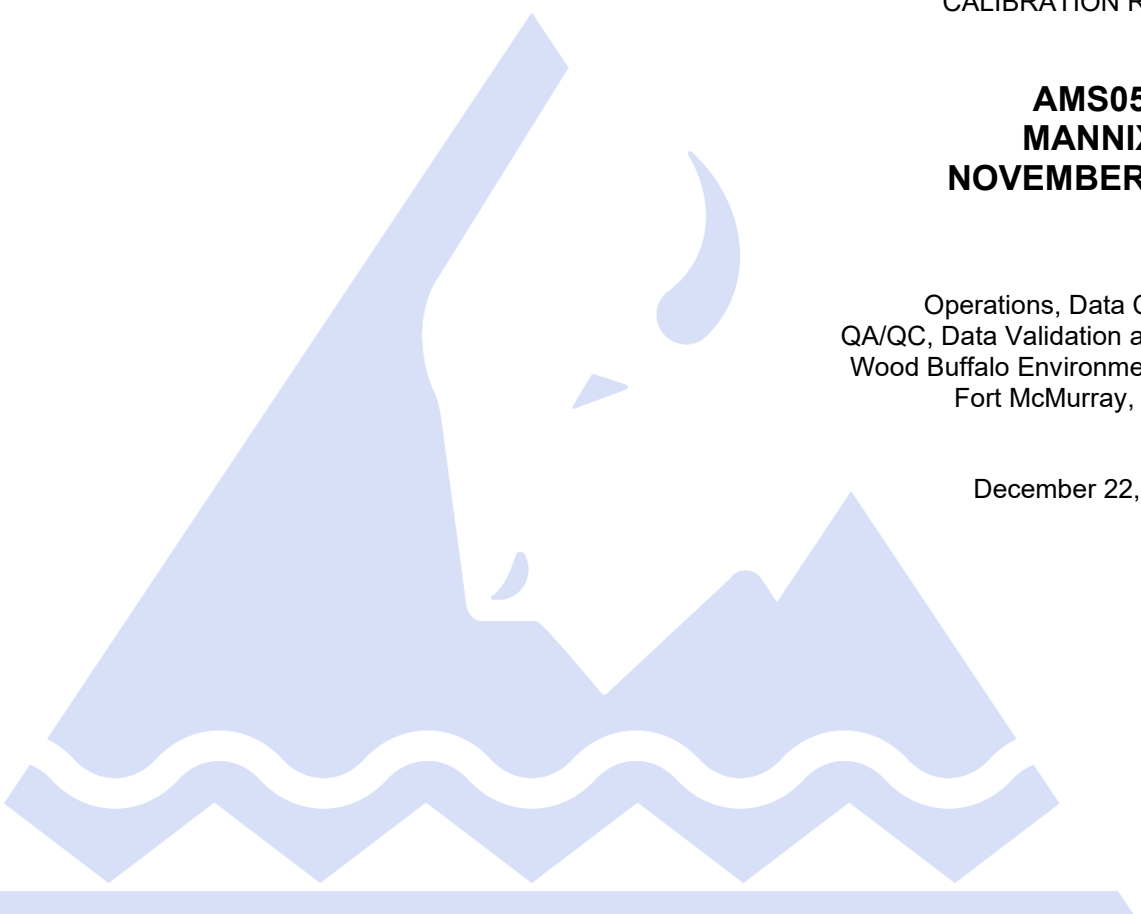 CALIBRATION R
AMS05
MANNIX
NOVEMBER
Operations, Data
QA/QC, Data Validation a
Wood Buffalo Environme
Fort McMurray,
December 22,